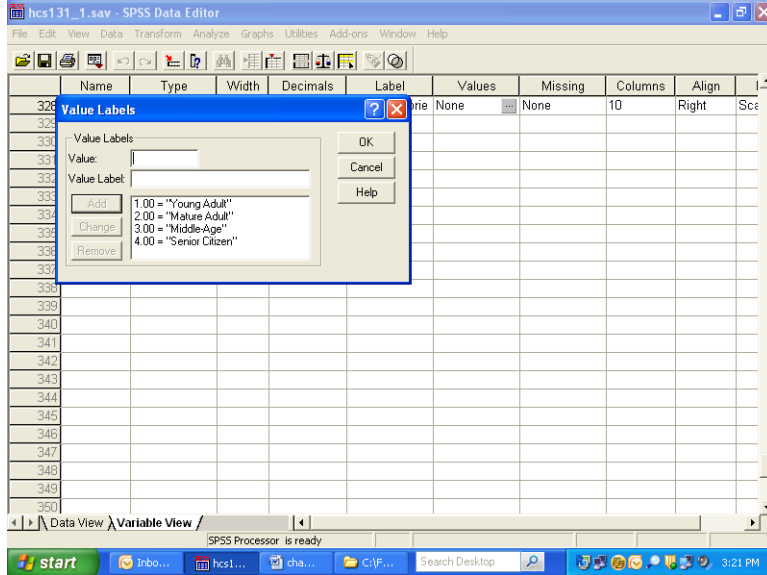 hcs131_1.sav - SPSS Data Editor
File Edit View Data Transform Analyze Graphs Utilities Add-ons Window Help
Name Type Width Decimals Label Values Missing Columns Align
328 None ... None 10 Right Sca
Value Labels
329
330 Value Labels OK
331 Value:
Cancel
332 Value Label:
333 Help
334 Add 1.00 = "Young Adult"
2.00 = "Mature Adult"
335 Change 3.00 = "Middle-Age"
4.00 = "Senior Citizen"
336 Remove
337
338
339
340
341
342
343
344
345
346
347
348
349
350
Data View Variable View
SPSS Processor is ready
start Inbo... hcs1... cha... C:\F... Search Desktop 3:21 PM